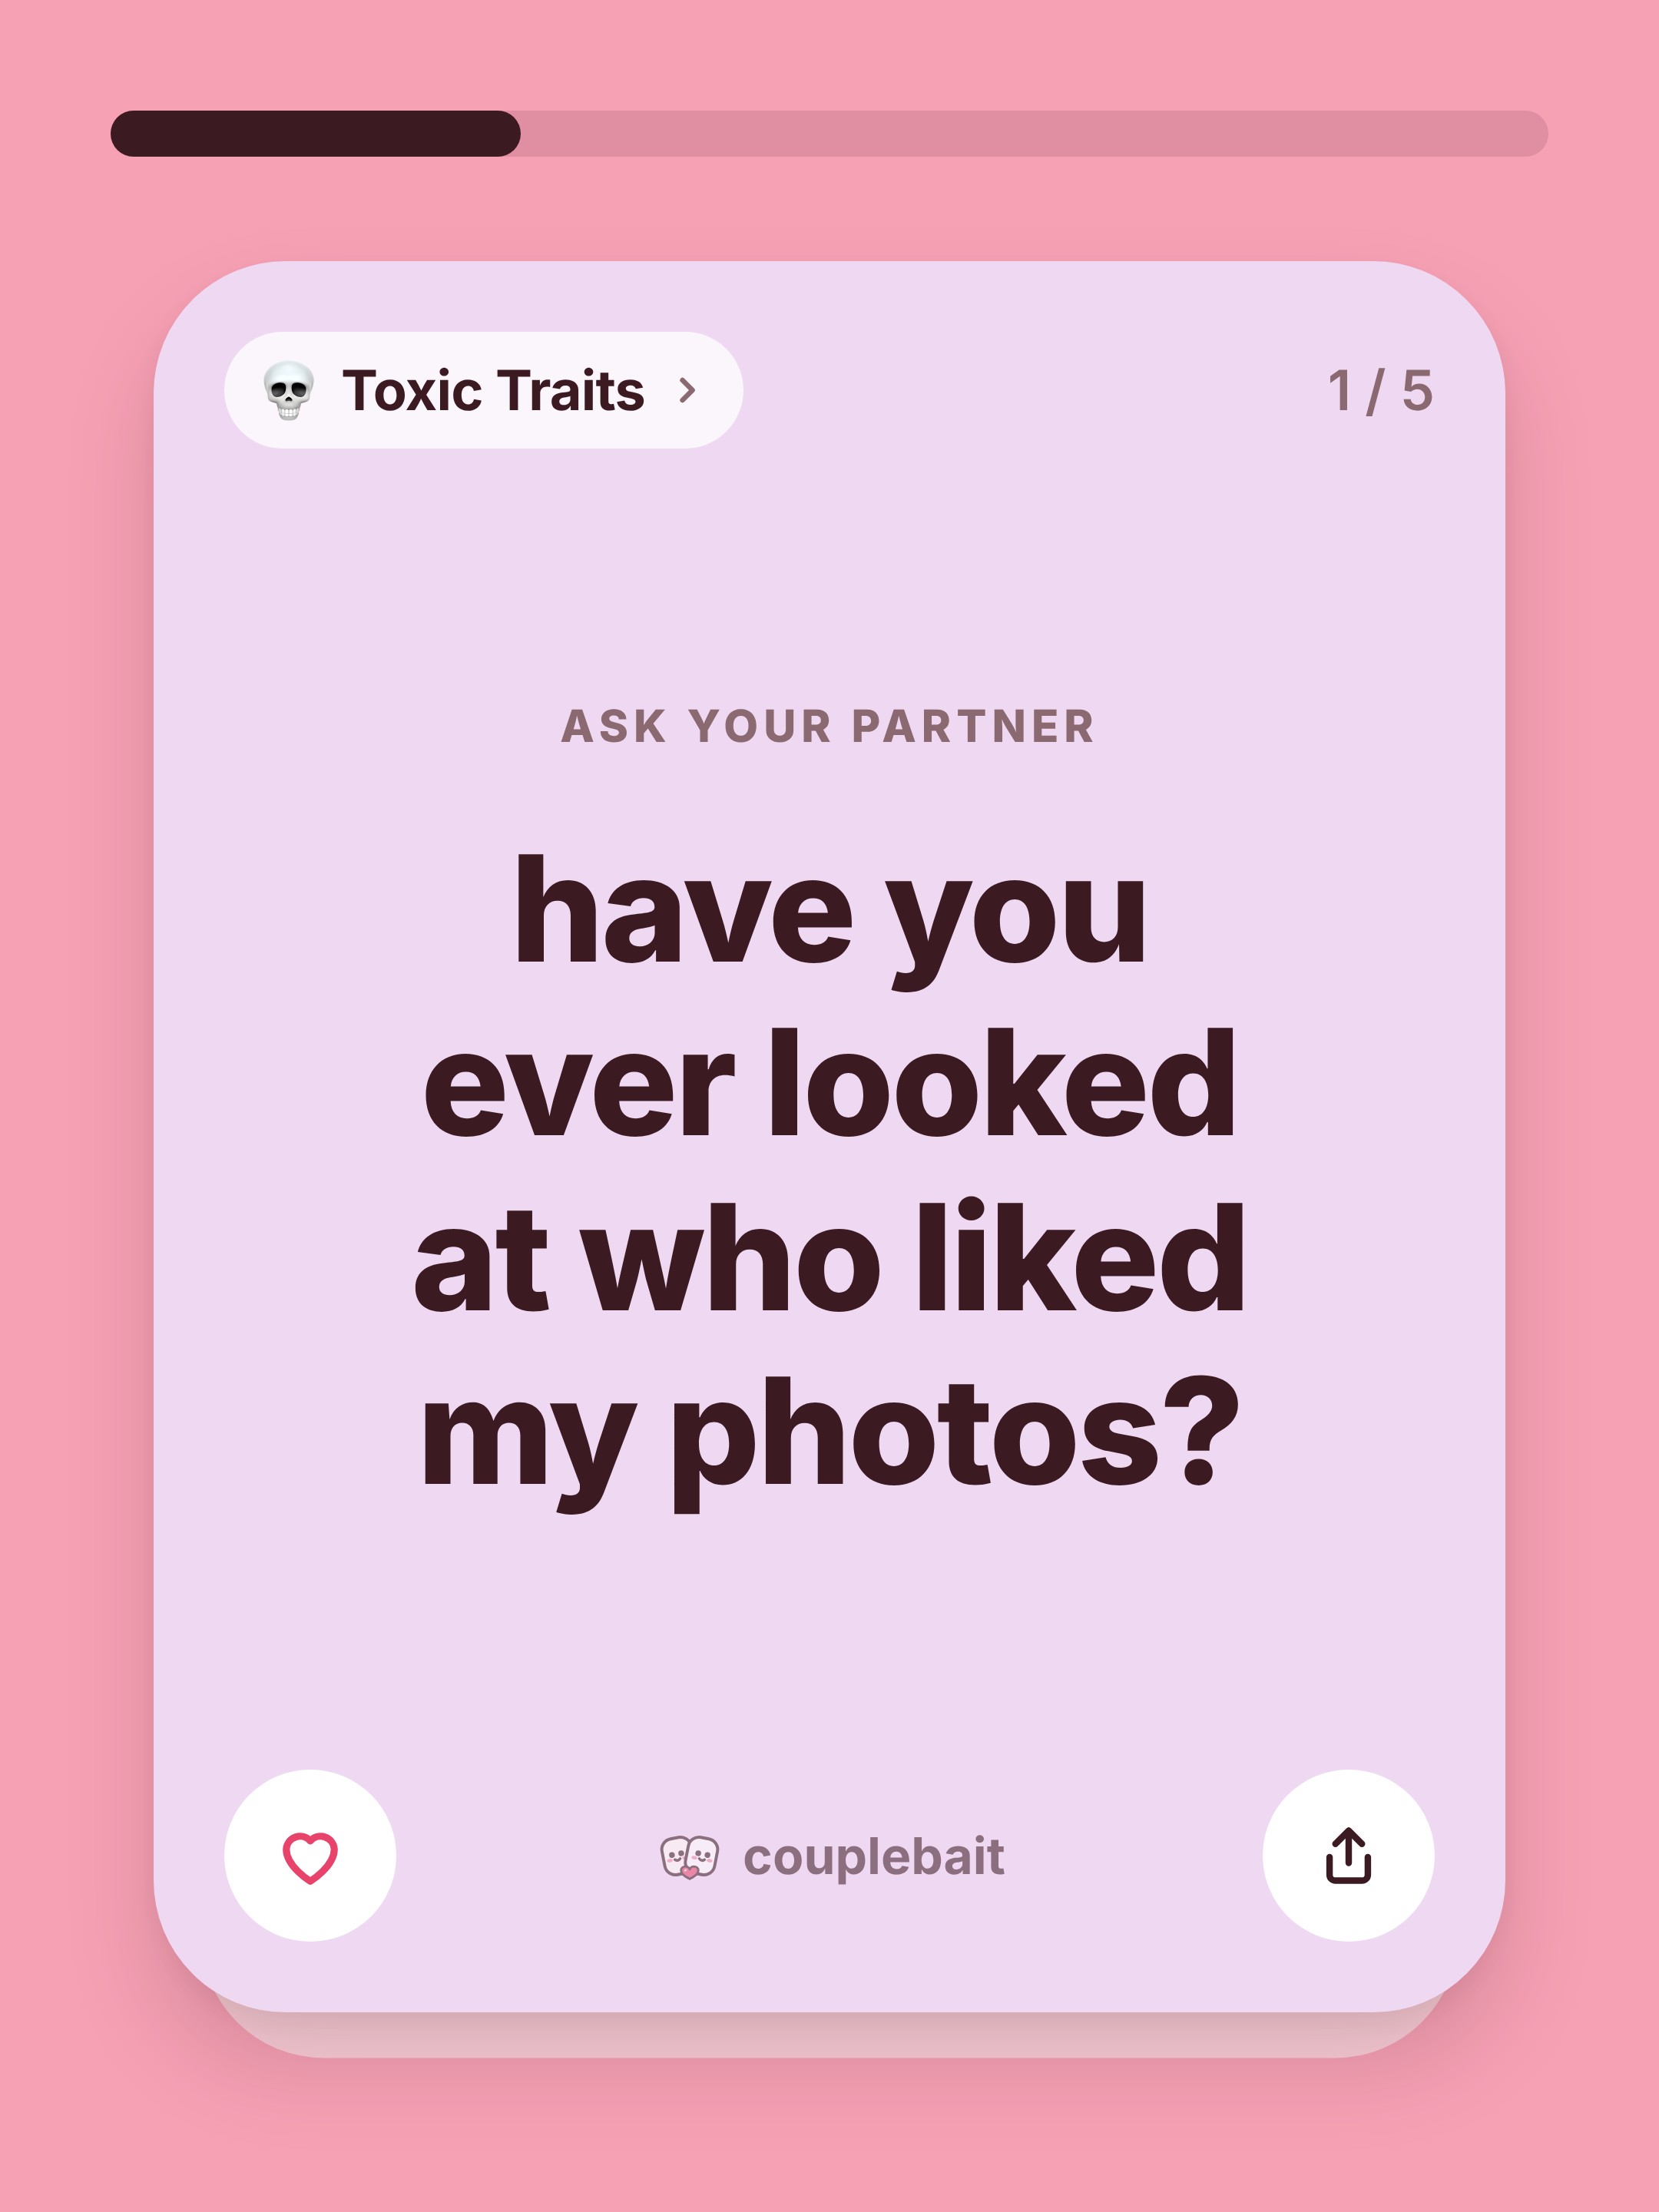 💀 Toxic Traits
1 / 5
ASK YOUR PARTNER
have you
ever looked
at who liked
my photos?
couplebait